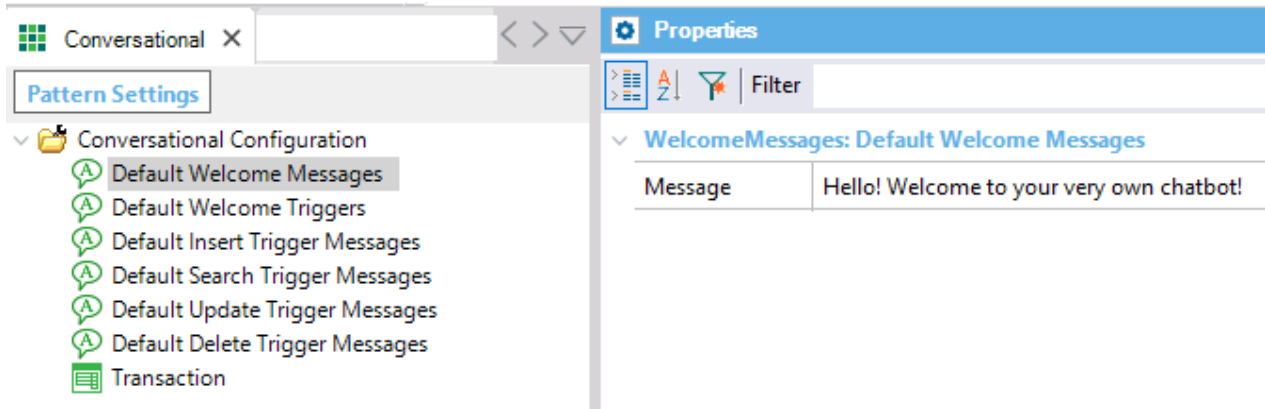 Conversational
Pattern Settings
Conversational Configuration
Default Welcome Messages
Default Welcome Triggers
Default Insert Trigger Messages
Default Search Trigger Messages
Default Update Trigger Messages
Default Delete Trigger Messages
Transaction
Properties
Filter
WelcomeMessages: Default Welcome Messages
Message Hello! Welcome to your very own chatbot!